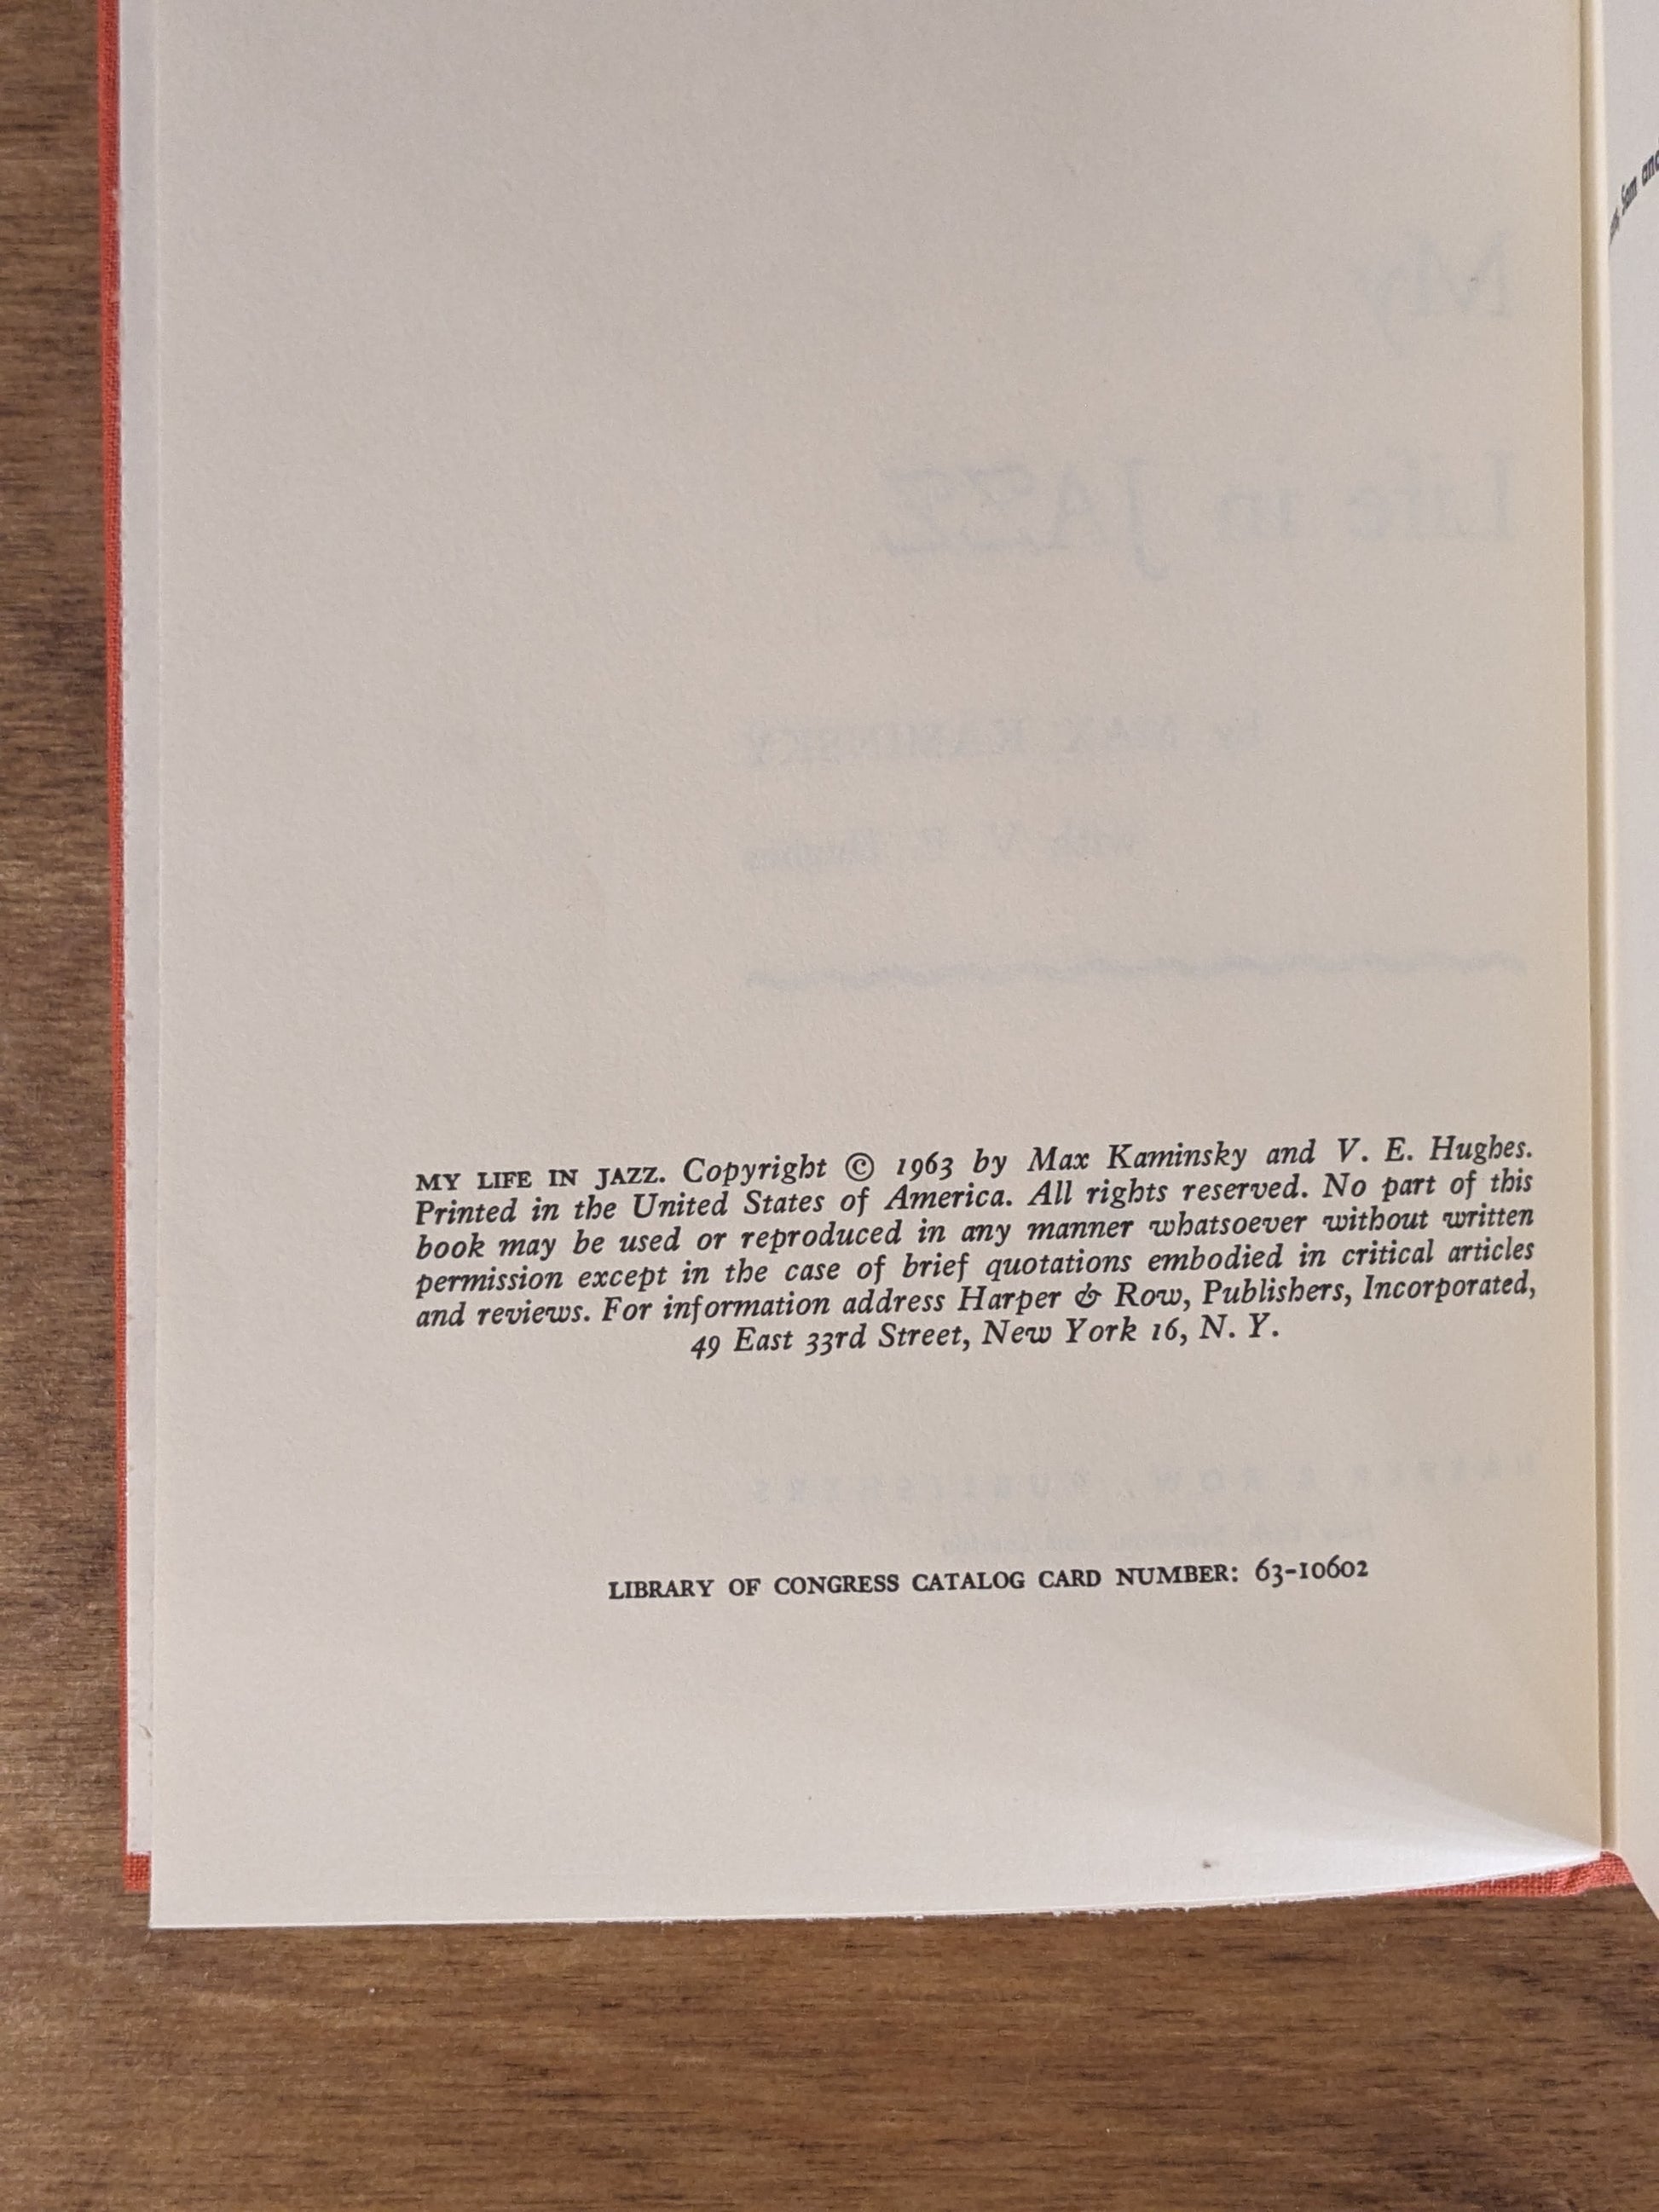 MY LIFE IN JAZZ. Copyright © 1963 by Max Kaminsky and V. E. Hughes.
Printed in the United States of America. All rights reserved. No part of this
book may be used or reproduced in any manner whatsoever without written
permission except in the case of brief quotations embodied in critical articles
and reviews. For information address Harper & Row, Publishers, Incorporated,
49 East 33rd Street, New York 16, N. Y.
LIBRARY OF CONGRESS CATALOG CARD NUMBER: 63-10602
Sam and